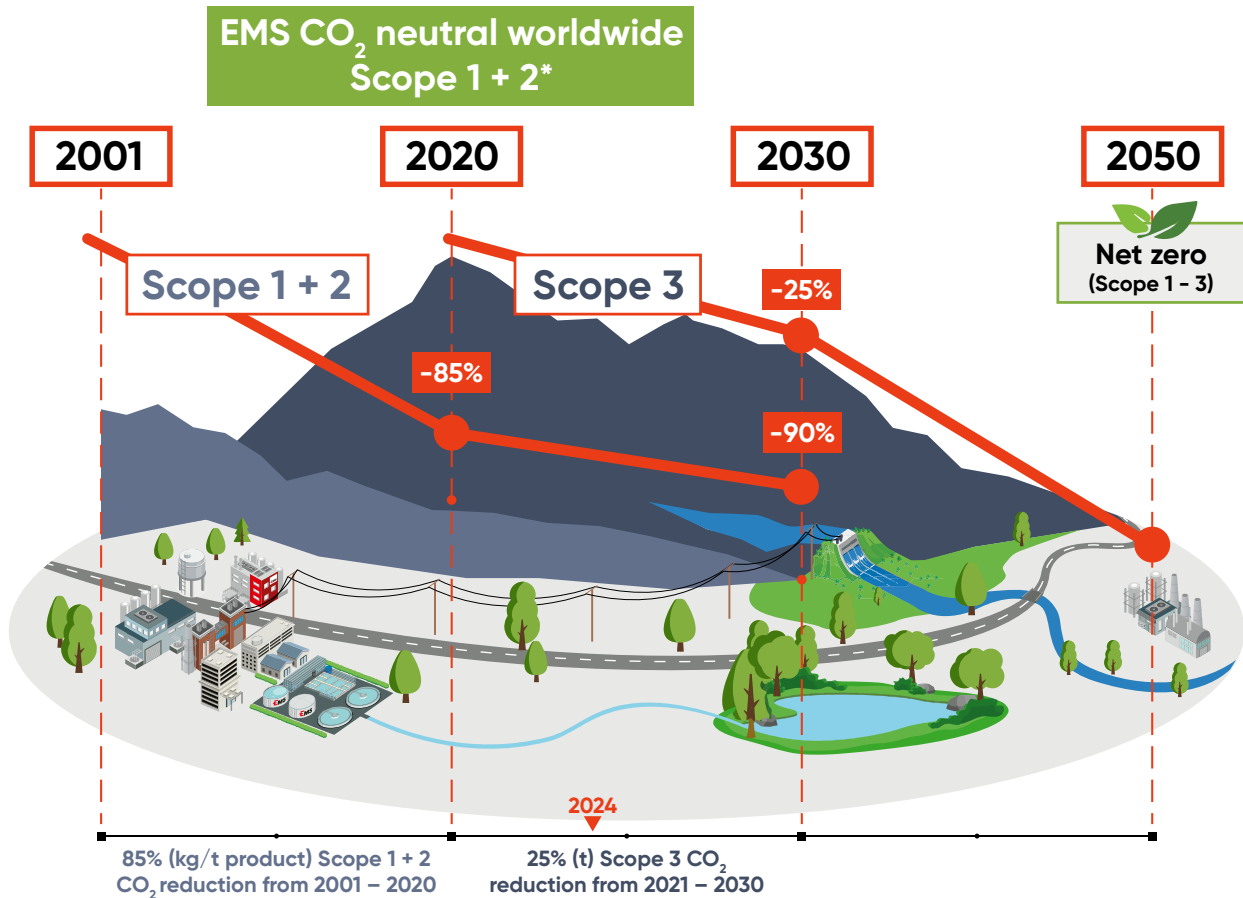 EMS CO₂ neutral worldwide
Scope 1 + 2*
2001
2020
2030
2050
Net zero
(Scope 1 - 3)
Scope 1 + 2
Scope 3
-25%
-85%
-90%
EMS
EMS
2024
85% (kg/t product) Scope 1 + 2
CO₂ reduction from 2001 – 2020
25% (t) Scope 3 CO₂
reduction from 2021 – 2030